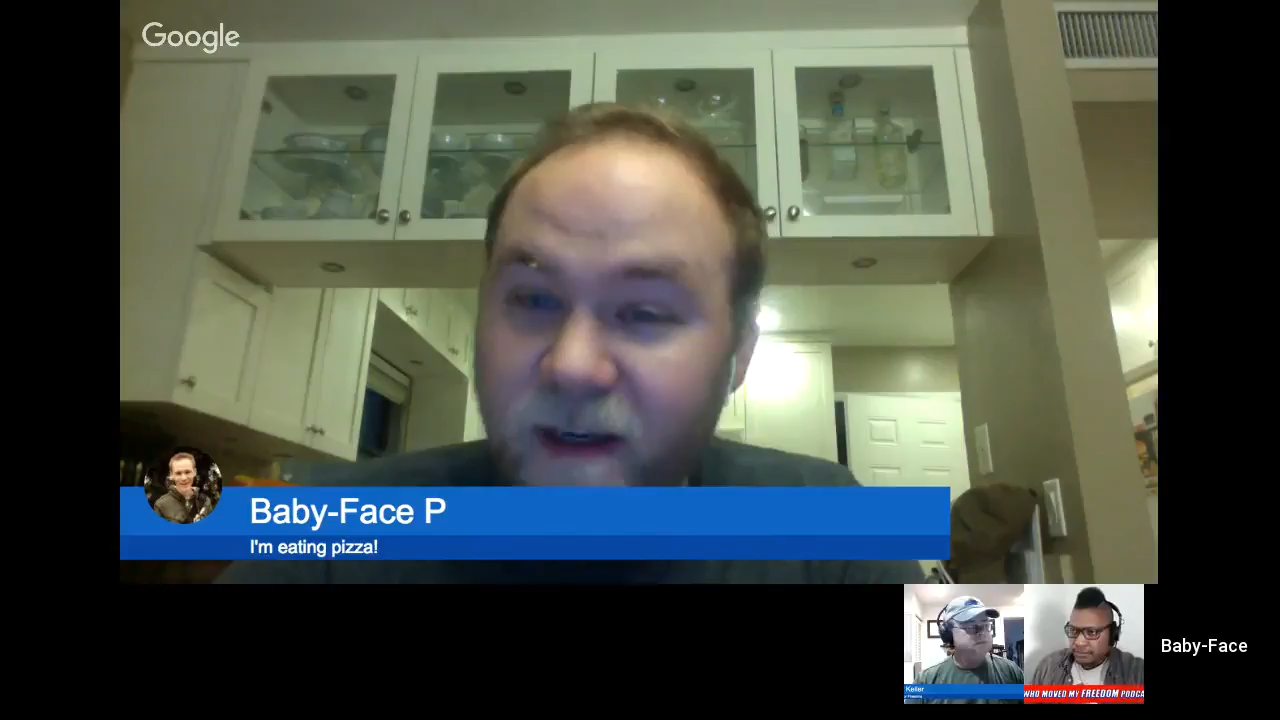 Google
Baby-Face P
I'm eating pizza!
Keller
WHO MOVED MY FREEDOM PODCA
Baby-Face